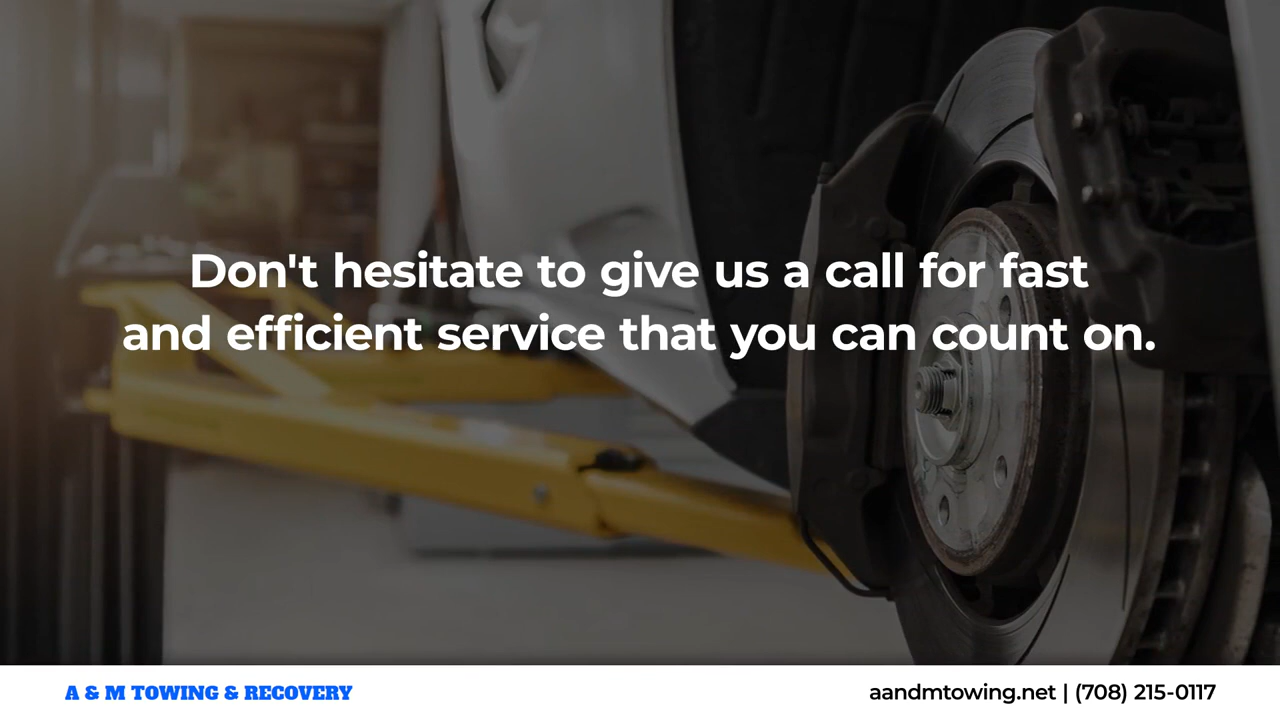 Don't hesitate to give us a call for fast
and efficient service that you can count on.
A & M TOWING & RECOVERY
aandmtowing.net | (708) 215-0117